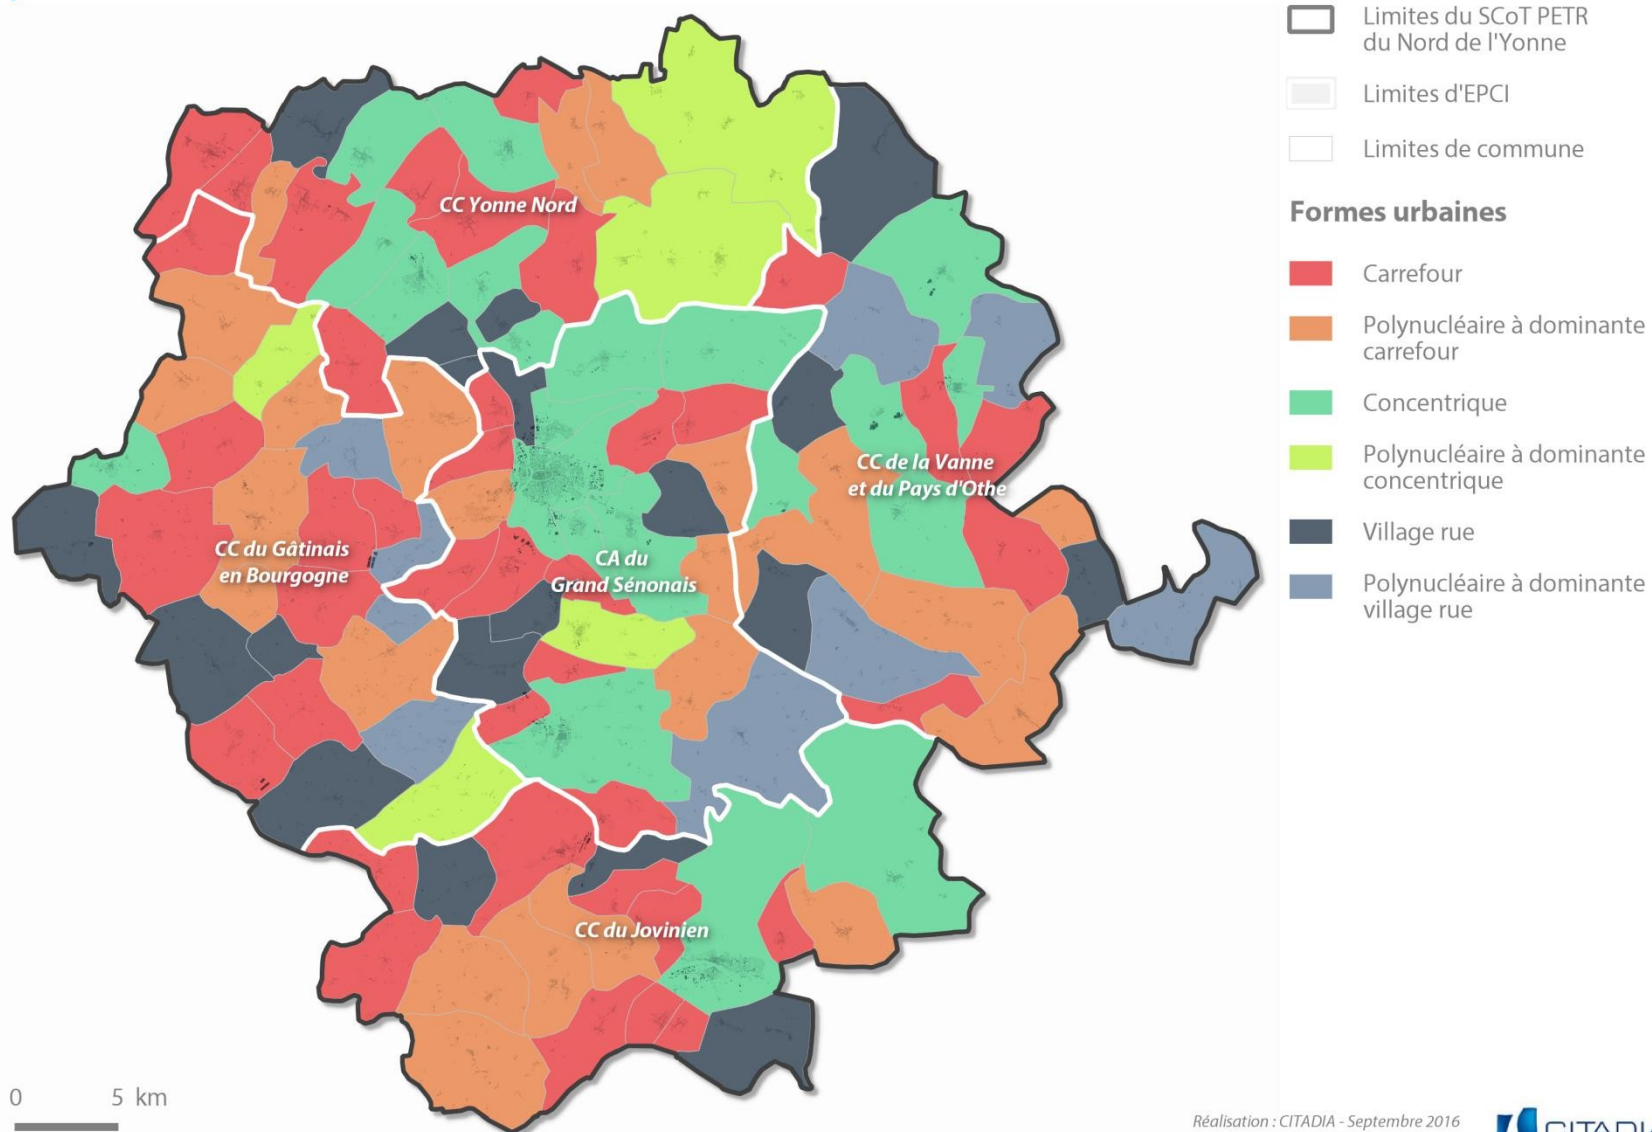 Limites du SCoT PETR
du Nord de l'Yonne
Limites d'EPCI
Limites de commune
Formes urbaines
Carrefour
Polynucléaire à dominante
carrefour
Concentrique
Polynucléaire à dominante
concentrique
Village rue
Polynucléaire à dominante
village rue
CC Yonne Nord
CC de la Vanne
et du Pays d'Othe
CC du Gâtinais
en Bourgogne
CA du
Grand Sénonais
CC du Jovinien
0 5 km
Réalisation : CITADIA - Septembre 2016